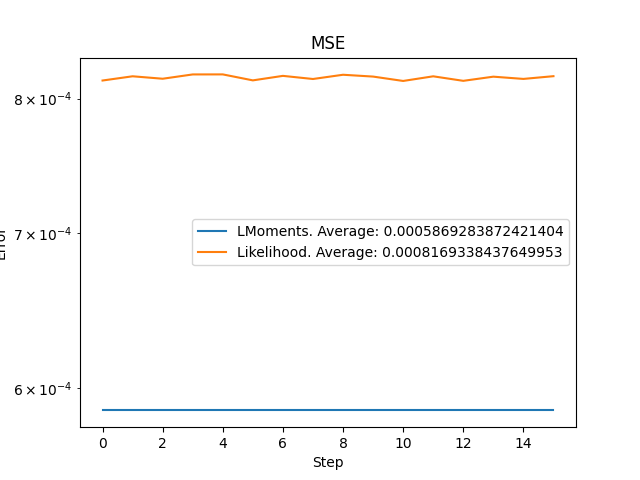 MSE
8 × 10⁻⁴
7 × 10⁻⁴
6 × 10⁻⁴
Error
LMoments. Average: 0.0005869283872421404
Likelihood. Average: 0.0008169338437649953
0 2 4 6 8 10 12 14
Step